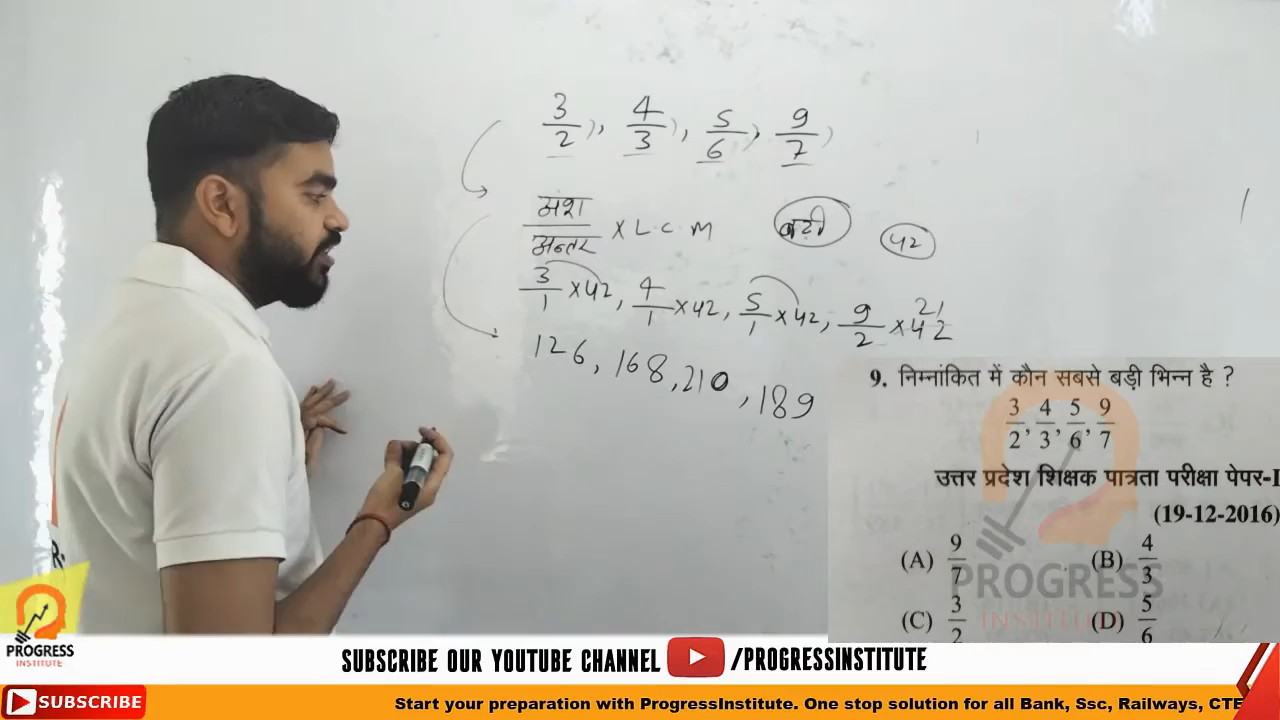 3/2, 4/3, 5/6, 9/7
अंश/अन्तर × L.C.M
बड़ी
42
3/1 ×42, 4/1 ×42, 5/1 ×42, 9/2 ×42 21
126, 168, 210, 189
9. निम्नांकित में कौन सबसे बड़ी भिन्न है ?
3/2, 4/3, 5/6, 9/7
उत्तर प्रदेश शिक्षक पात्रता परीक्षा पेपर-I
(19-12-2016)
(A) 9/7 (B) 4/3
(C) 3/2 (D) 5/6
PROGRESS
INSTITUTE
PROGRESS
INSTITUTE
SUBSCRIBE OUR YOUTUBE CHANNEL /PROGRESSINSTITUTE
SUBSCRIBE
Start your preparation with ProgressInstitute. One stop solution for all Bank, Ssc, Railways, CTE